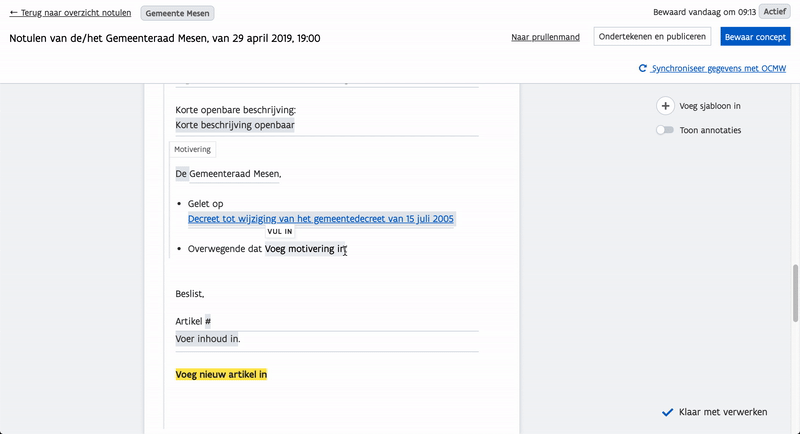 ← Terug naar overzicht notulen
Gemeente Mesen
Bewaard vandaag om 09:13
Actief
Notulen van de/het Gemeenteraad Mesen, van 29 april 2019, 19:00
Naar prullenmand
Ondertekenen en publiceren
Bewaar concept
Synchroniseer gegevens met OCMW
Korte openbare beschrijving:
Korte beschrijving openbaar
Voeg sjabloon in
Toon annotaties
Motivering
De Gemeenteraad Mesen,
• Gelet op
Decreet tot wijziging van het gemeentedecreet van 15 juli 2005
VUL IN
• Overwegende dat Voeg motivering in
Beslist,
Artikel #
Voer inhoud in.
Voeg nieuw artikel in
Klaar met verwerken